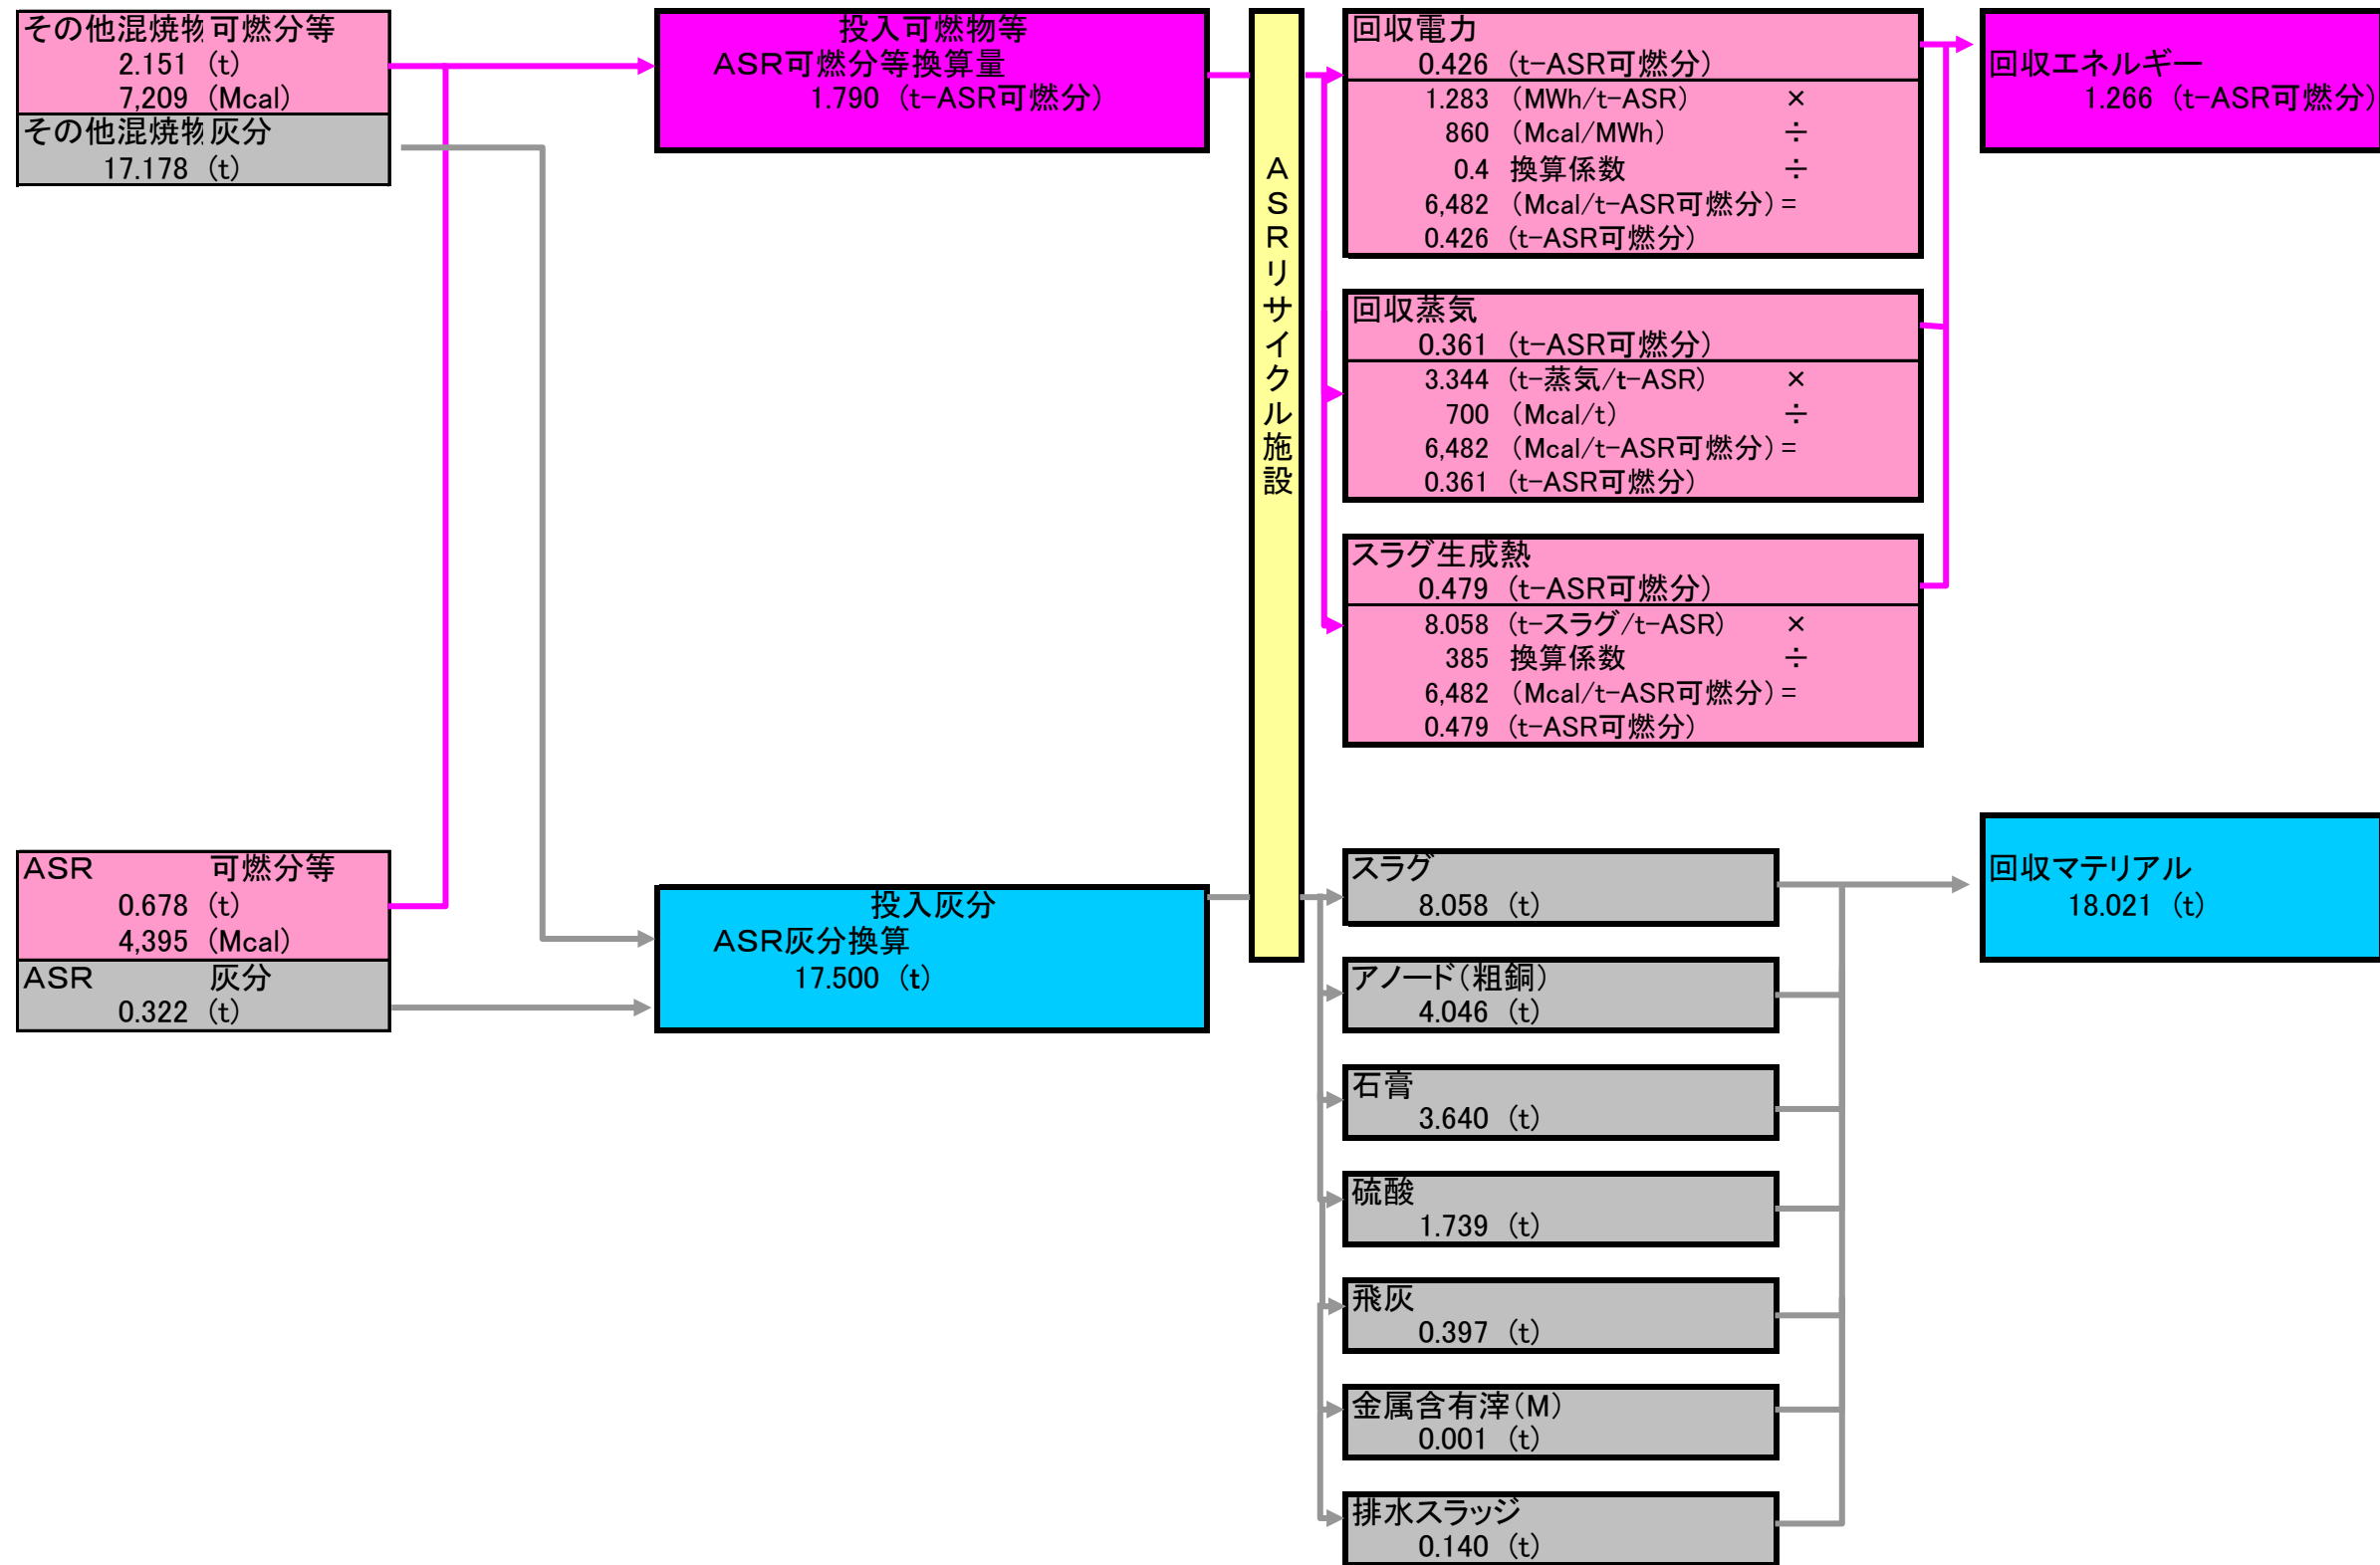 その他混焼物 可燃分等
2.151 (t)
7,209 (Mcal)
その他混焼物 灰分
17.178 (t)
ASR 可燃分等
0.678 (t)
4,395 (Mcal)
ASR 灰分
0.322 (t)
投入可燃物等
ASR可燃分等換算量
1.790 (t-ASR可燃分)
投入灰分
ASR灰分換算
17.500 (t)
ASRリサイクル施設
回収電力
0.426 (t-ASR可燃分)
1.283 (MWh/t-ASR) ×
860 (Mcal/MWh) ÷
0.4 換算係数 ÷
6,482 (Mcal/t-ASR可燃分) =
0.426 (t-ASR可燃分)
回収蒸気
0.361 (t-ASR可燃分)
3.344 (t-蒸気/t-ASR) ×
700 (Mcal/t) ÷
6,482 (Mcal/t-ASR可燃分) =
0.361 (t-ASR可燃分)
スラグ生成熱
0.479 (t-ASR可燃分)
8.058 (t-スラグ/t-ASR) ×
385 換算係数 ÷
6,482 (Mcal/t-ASR可燃分) =
0.479 (t-ASR可燃分)
スラグ
8.058 (t)
アノード(粗銅)
4.046 (t)
石膏
3.640 (t)
硫酸
1.739 (t)
飛灰
0.397 (t)
金属含有滓(M)
0.001 (t)
排水スラッジ
0.140 (t)
回収エネルギー
1.266 (t-ASR可燃分)
回収マテリアル
18.021 (t)